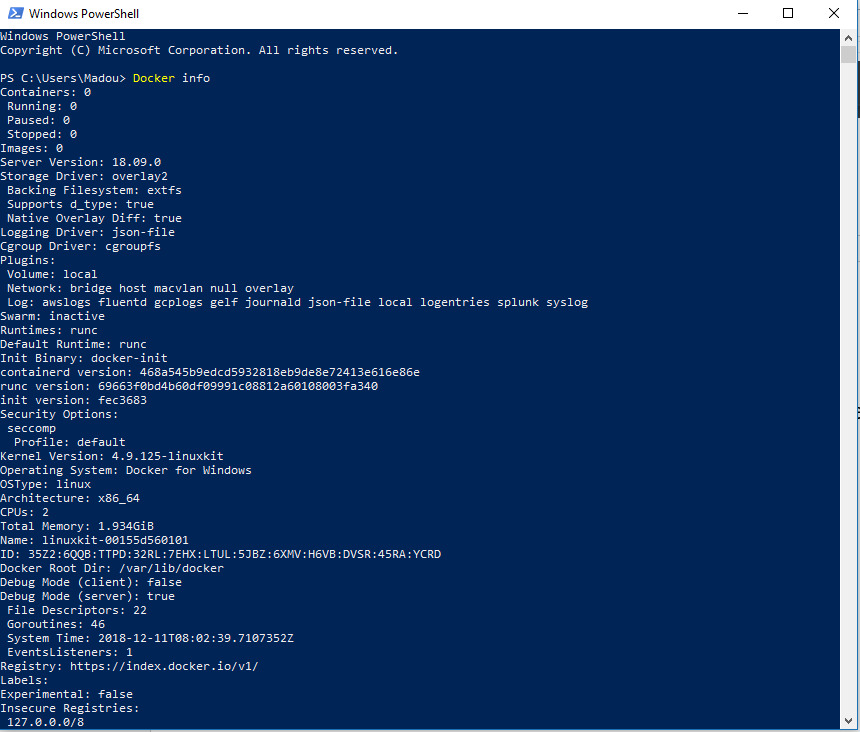 Windows PowerShell
Windows PowerShell
Copyright (C) Microsoft Corporation. All rights reserved.
PS C:\Users\Madou> Docker info
Containers: 0
 Running: 0
 Paused: 0
 Stopped: 0
Images: 0
Server Version: 18.09.0
Storage Driver: overlay2
 Backing Filesystem: extfs
 Supports d_type: true
 Native Overlay Diff: true
Logging Driver: json-file
Cgroup Driver: cgroupfs
Plugins:
 Volume: local
 Network: bridge host macvlan null overlay
 Log: awslogs fluentd gcplogs gelf journald json-file local logentries splunk syslog
Swarm: inactive
Runtimes: runc
Default Runtime: runc
Init Binary: docker-init
containerd version: 468a545b9edcd5932818eb9de8e72413e616e86e
runc version: 69663f0bd4b60df09991c08812a60108003fa340
init version: fec3683
Security Options:
 seccomp
  Profile: default
Kernel Version: 4.9.125-linuxkit
Operating System: Docker for Windows
OSType: linux
Architecture: x86_64
CPUs: 2
Total Memory: 1.934GiB
Name: linuxkit-00155d560101
ID: 35Z2:6QQB:TTPD:32RL:7EHX:LTUL:5JBZ:6XMV:H6VB:DVSR:45RA:YCRD
Docker Root Dir: /var/lib/docker
Debug Mode (client): false
Debug Mode (server): true
 File Descriptors: 22
 Goroutines: 46
 System Time: 2018-12-11T08:02:39.7107352Z
 EventsListeners: 1
Registry: https://index.docker.io/v1/
Labels:
Experimental: false
Insecure Registries:
 127.0.0.0/8